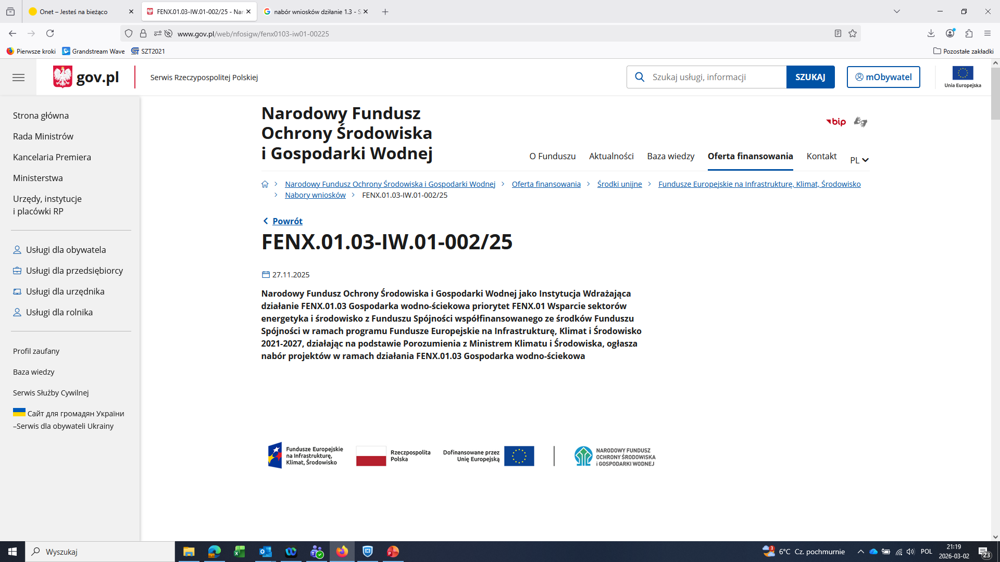 Onet – Jesteś na bieżąco
FENX.01.03-IW.01-002/25 - Nar
nabór wniosków dziłanie 1.3 - S
www.gov.pl/web/nfosigw/fenx0103-iw01-00225
Pierwsze kroki
Grandstream Wave
SZT2021
Pozostałe zakładki
gov.pl
Serwis Rzeczypospolitej Polskiej
Szukaj usługi, informacji
SZUKAJ
mObywatel
Unia Europejska
Strona główna
Rada Ministrów
Kancelaria Premiera
Ministerstwa
Urzędy, instytucje
i placówki RP
Usługi dla obywatela
Usługi dla przedsiębiorcy
Usługi dla urzędnika
Usługi dla rolnika
Profil zaufany
Baza wiedzy
Serwis Służby Cywilnej
Сайт для громадян України
–Serwis dla obywateli Ukrainy
Narodowy Fundusz
Ochrony Środowiska
i Gospodarki Wodnej
bip
O Funduszu
Aktualności
Baza wiedzy
Oferta finansowania
Kontakt
PL
Narodowy Fundusz Ochrony Środowiska i Gospodarki Wodnej > Oferta finansowania > Środki unijne > Fundusze Europejskie na Infrastrukturę, Klimat, Środowisko
> Nabory wniosków > FENX.01.03-IW.01-002/25
Powrót
FENX.01.03-IW.01-002/25
27.11.2025
Narodowy Fundusz Ochrony Środowiska i Gospodarki Wodnej jako Instytucja Wdrażająca
działanie FENX.01.03 Gospodarka wodno-ściekowa priorytet FENX.01 Wsparcie sektorów
energetyka i środowisko z Funduszu Spójności współfinansowanego ze środków Funduszu
Spójności w ramach programu Fundusze Europejskie na Infrastrukturę, Klimat i Środowisko
2021-2027, działając na podstawie Porozumienia z Ministrem Klimatu i Środowiska, ogłasza
nabór projektów w ramach działania FENX.01.03 Gospodarka wodno-ściekowa
Fundusze Europejskie
na Infrastrukturę,
Klimat, Środowisko
Rzeczpospolita
Polska
Dofinansowane przez
Unię Europejską
NARODOWY FUNDUSZ
OCHRONY ŚRODOWISKA
i GOSPODARKI WODNEJ
Wyszukaj
3
6°C Cz. pochmurnie
POL
21:19
2026-03-02
23